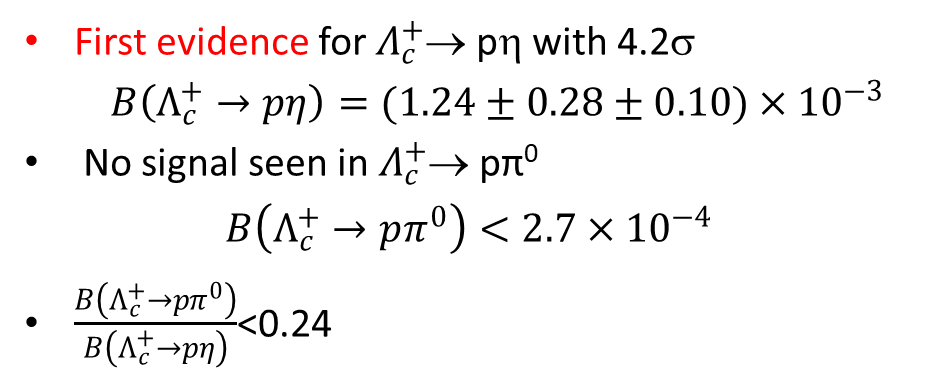 • First evidence for Λc+→ pη with 4.2σ
B(Λc+ → pη) = (1.24 ± 0.28 ± 0.10) × 10−3
• No signal seen in Λc+→ pπ0
B(Λc+ → pπ0) < 2.7 × 10−4
• B(Λc+→pπ0)/B(Λc+→pη)<0.24